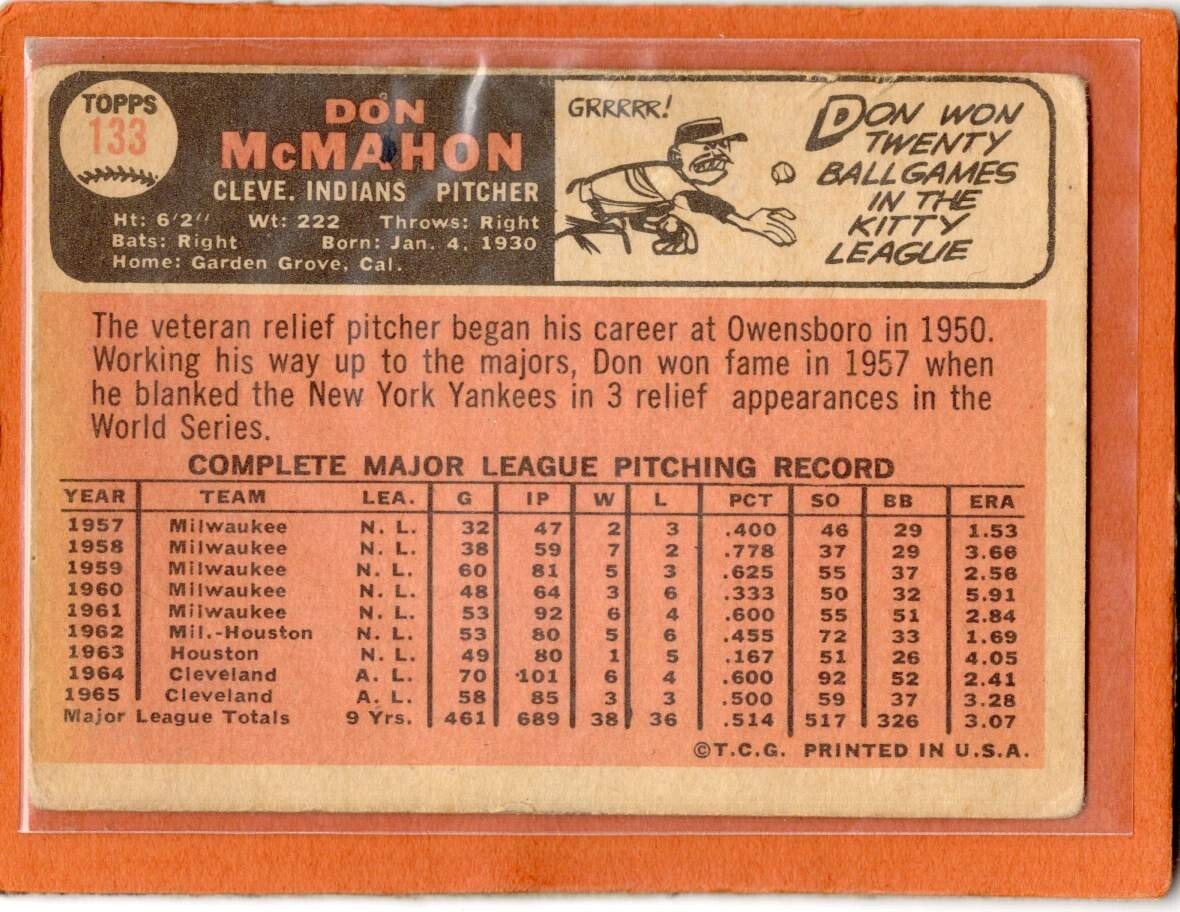 TOPPS
133
DON
McMAHON
CLEVE. INDIANS PITCHER
Ht: 6'2" Wt: 222 Throws: Right
Bats: Right Born: Jan. 4, 1930
Home: Garden Grove, Cal.
GRRRRR!
DON WON
TWENTY
BALLGAMES
IN THE
KITTY
LEAGUE
The veteran relief pitcher began his career at Owensboro in 1950.
Working his way up to the majors, Don won fame in 1957 when
he blanked the New York Yankees in 3 relief appearances in the
World Series.
COMPLETE MAJOR LEAGUE PITCHING RECORD
YEAR TEAM LEA. G IP W L PCT SO BB ERA
1957 Milwaukee N. L. 32 47 2 3 .400 46 29 1.53
1958 Milwaukee N. L. 38 59 7 2 .778 37 29 3.66
1959 Milwaukee N. L. 60 81 5 3 .625 55 37 2.56
1960 Milwaukee N. L. 48 64 3 6 .333 50 32 5.91
1961 Milwaukee N. L. 53 92 6 4 .600 55 51 2.84
1962 Mil.-Houston N. L. 53 80 5 6 .455 72 33 1.69
1963 Houston N. L. 49 80 1 5 .167 51 26 4.05
1964 Cleveland A. L. 70 101 6 4 .600 92 52 2.41
1965 Cleveland A. L. 58 85 3 3 .500 59 37 3.28
Major League Totals 9 Yrs. 461 689 38 36 .514 517 326 3.07
©T.C.G. PRINTED IN U.S.A.